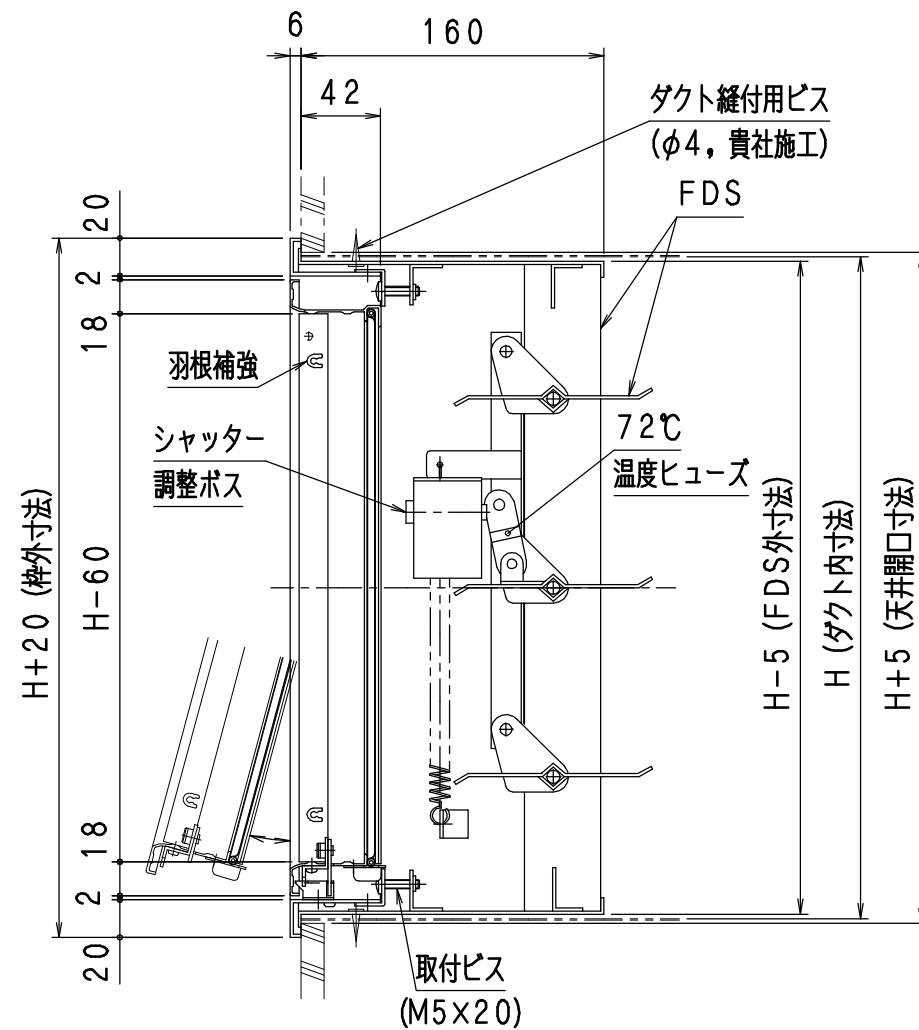 6
160
42
ダクト縫付用ビス
(φ4，貴社施工)
FDS
20
2
18
羽根補強
シャッター
調整ボス
72℃
温度ヒューズ
H+20 (枠外寸法)
H-60
H-5 (FDS外寸法)
H (ダクト内寸法)
H+5 (天井開口寸法)
18
2
20
取付ビス
(M5×20)